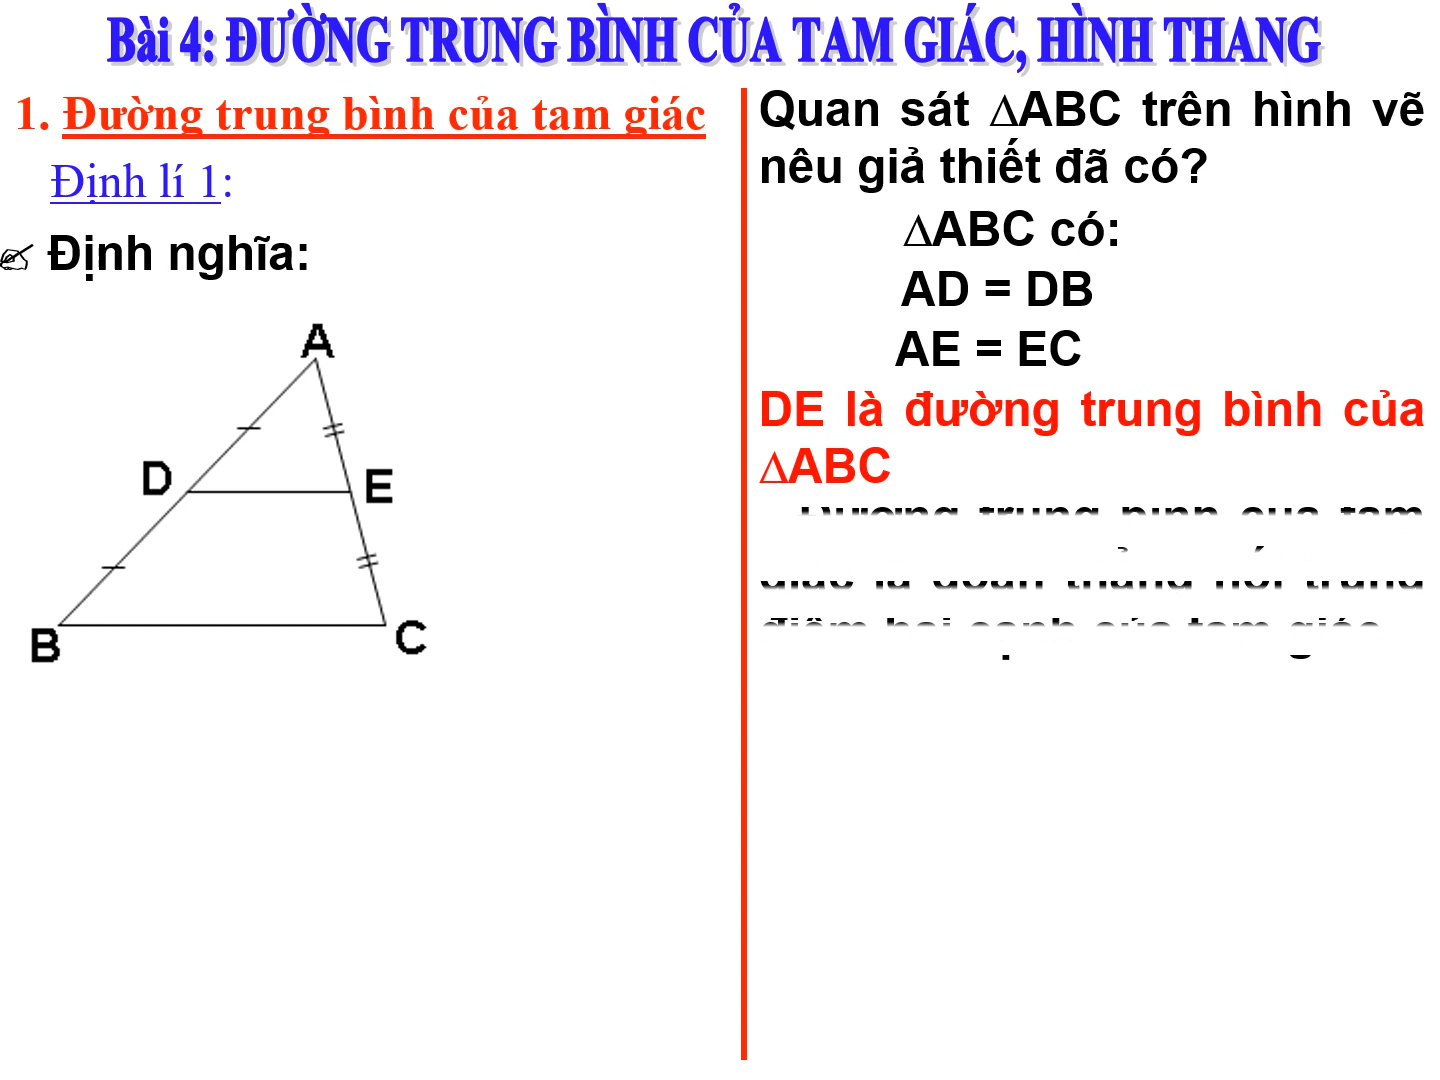 Bài 4: ĐƯỜNG TRUNG BÌNH CỦA TAM GIÁC, HÌNH THANG
1. Đường trung bình của tam giác
Định lí 1:
Định nghĩa:
A
D
E
B
C
Quan sát ∆ABC trên hình vẽ
nêu giả thiết đã có?
∆ABC có:
AD = DB
AE = EC
DE là đường trung bình của
∆ABC